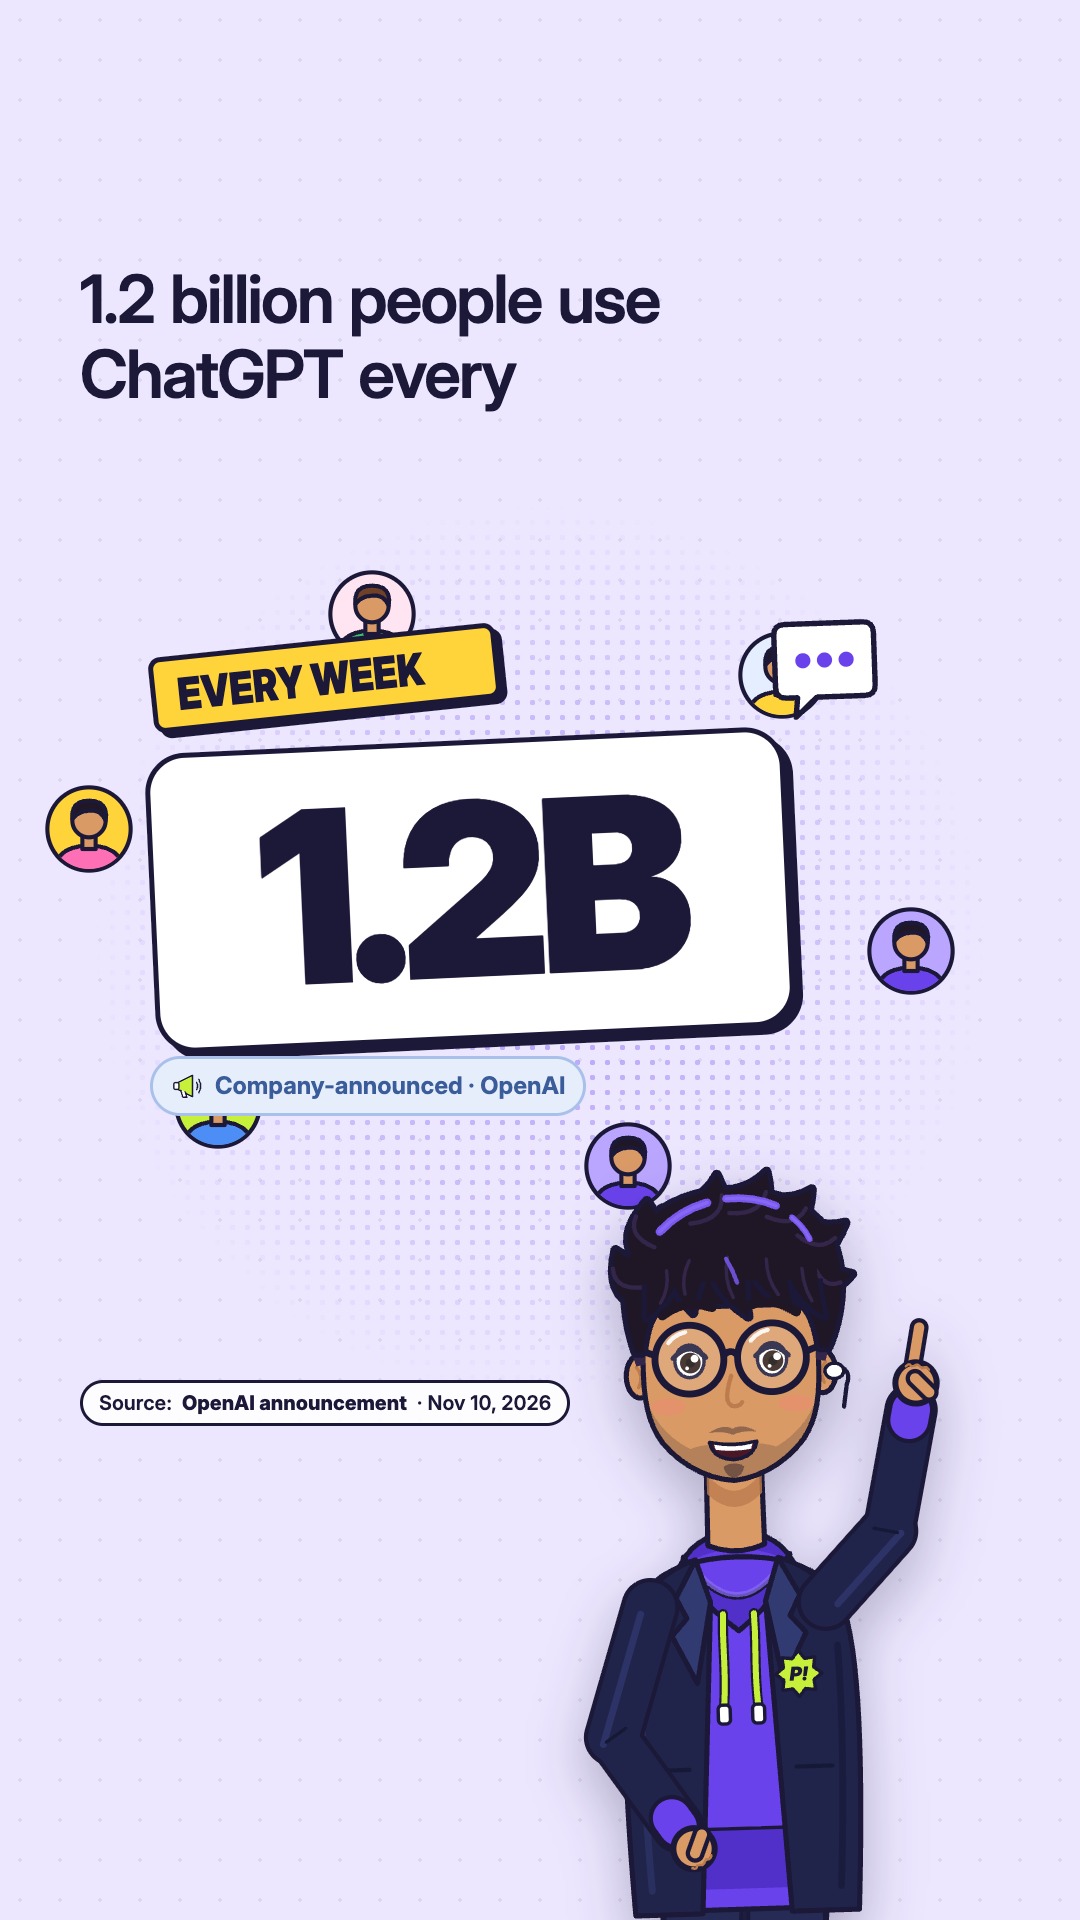 1.2 billion people use
ChatGPT every
EVERY WEEK
1.2B
Company-announced · OpenAI
Source: OpenAI announcement · Nov 10, 2026
P!